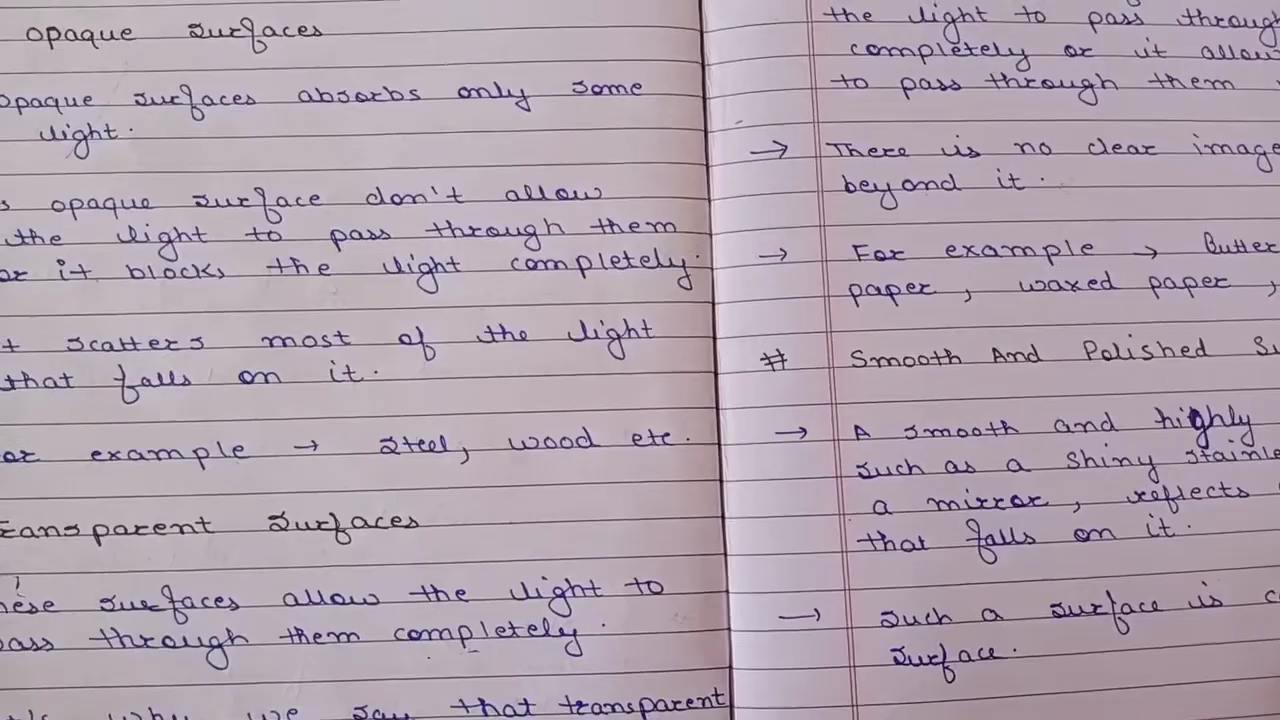 opaque surfaces
opaque surfaces absorbs only some
light.
opaque surface don't allow
the light to pass through them
or it blocks the light completely.
scatters most of the light
that falls on it.
example → steel, wood etc.
transparent surfaces
these surfaces allow the light to
pass through them completely.
why we say that transparent
the light to pass through
completely or it allow
to pass through them
→ There is no clear image
beyond it.
→ For example → Butter
paper, waxed paper,
# Smooth And Polished
→ A smooth and highly
such as a shiny
a mirror, reflects
that falls on it.
→ Such a surface is
surface.